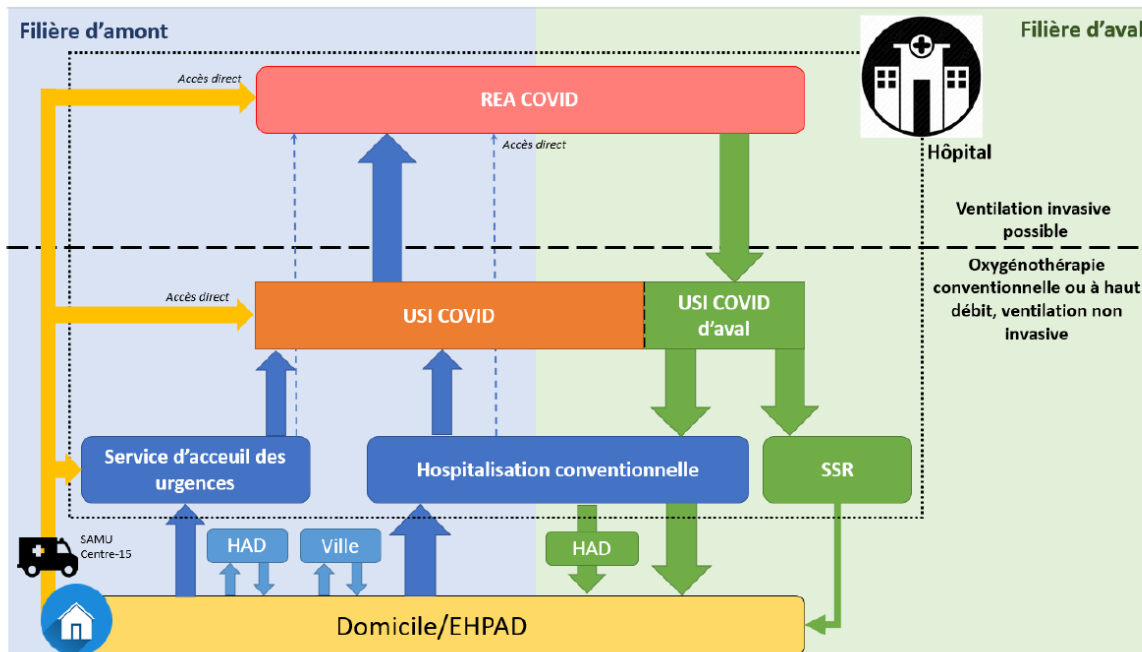 Filière d'amont
Filière d'aval
Accès direct
REA COVID
Accès direct
Hôpital
Ventilation invasive
possible
Oxygénothérapie
conventionnelle ou à haut
débit, ventilation non
invasive
Accès direct
USI COVID
USI COVID
d'aval
Service d'acceuil des
urgences
Hospitalisation conventionnelle
SSR
SAMU
Centre-15
HAD
Ville
HAD
Domicile/EHPAD